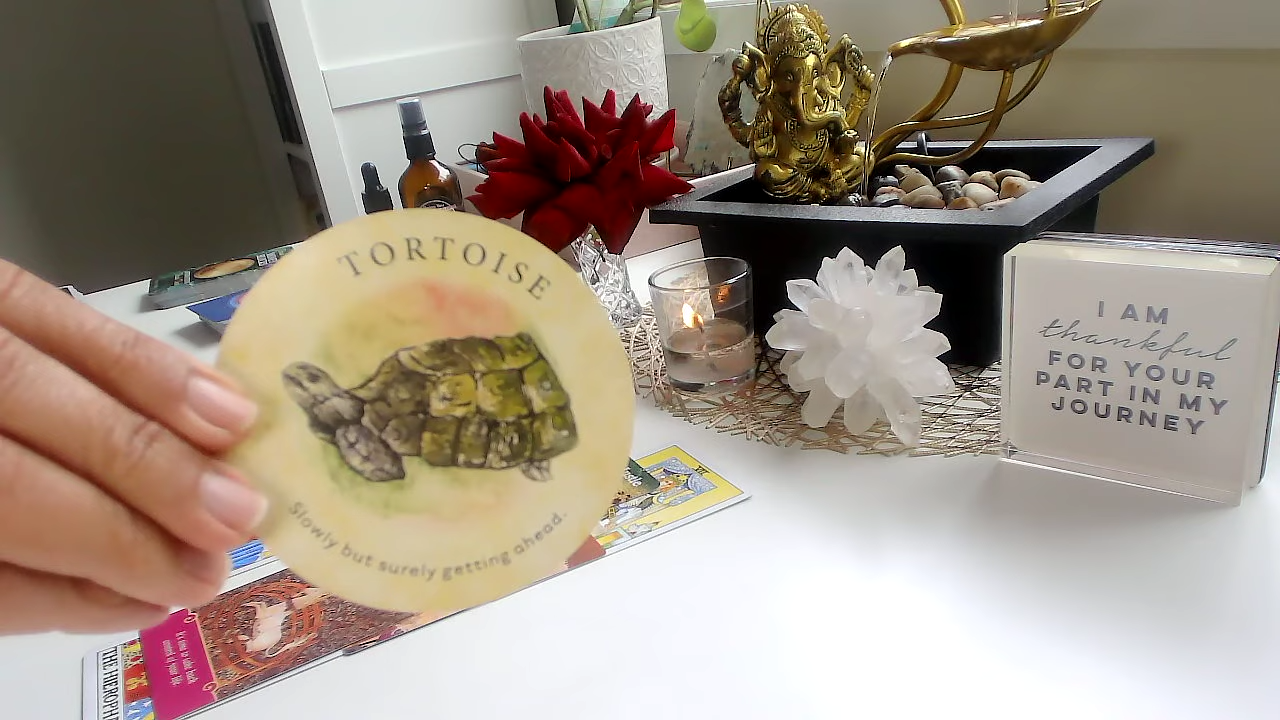 TORTOISE
Slowly but surely getting ahead.
I AM
thankful
FOR YOUR
PART IN MY
JOURNEY